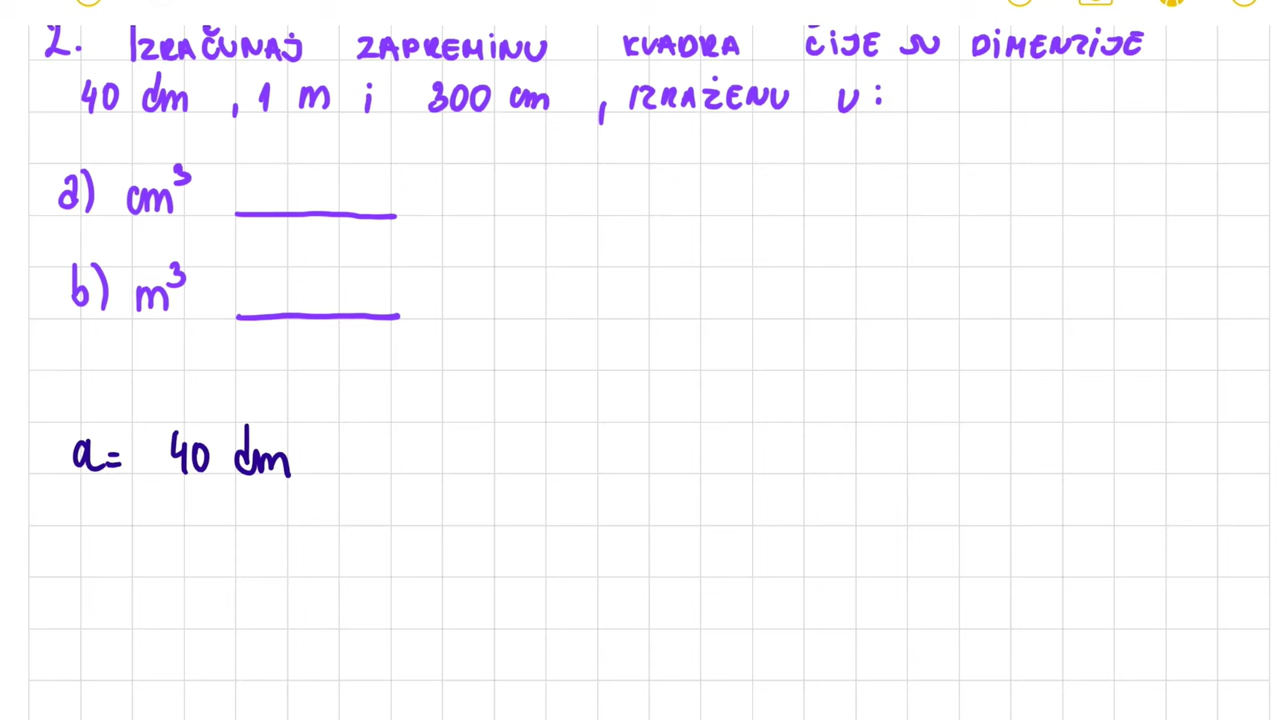 2. IZRAČUNAJ ZAPREMINU KVADRA ČIJE SU DIMENZIJE
40 dm , 1 m i 300 cm , IZRAŽENU U :
a) cm³ ______
b) m³ ______
a= 40 dm